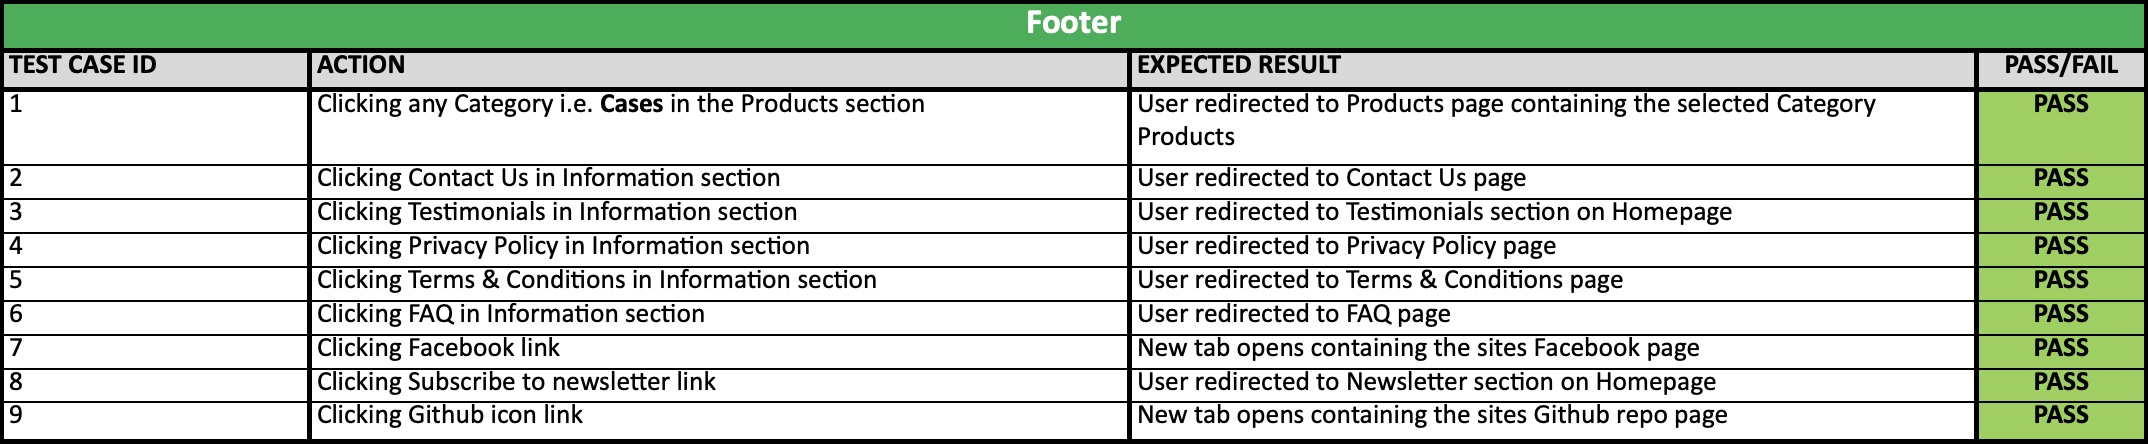 Footer
TEST CASE ID ACTION EXPECTED RESULT PASS/FAIL
1 Clicking any Category i.e. Cases in the Products section User redirected to Products page containing the selected Category PASS
Products
2 Clicking Contact Us in Information section User redirected to Contact Us page PASS
3 Clicking Testimonials in Information section User redirected to Testimonials section on Homepage PASS
4 Clicking Privacy Policy in Information section User redirected to Privacy Policy page PASS
5 Clicking Terms & Conditions in Information section User redirected to Terms & Conditions page PASS
6 Clicking FAQ in Information section User redirected to FAQ page PASS
7 Clicking Facebook link New tab opens containing the sites Facebook page PASS
8 Clicking Subscribe to newsletter link User redirected to Newsletter section on Homepage PASS
9 Clicking Github icon link New tab opens containing the sites Github repo page PASS